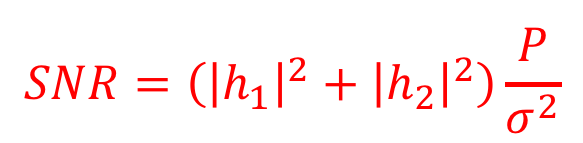 SNR = (|h₁|² + |h₂|²) P/σ²